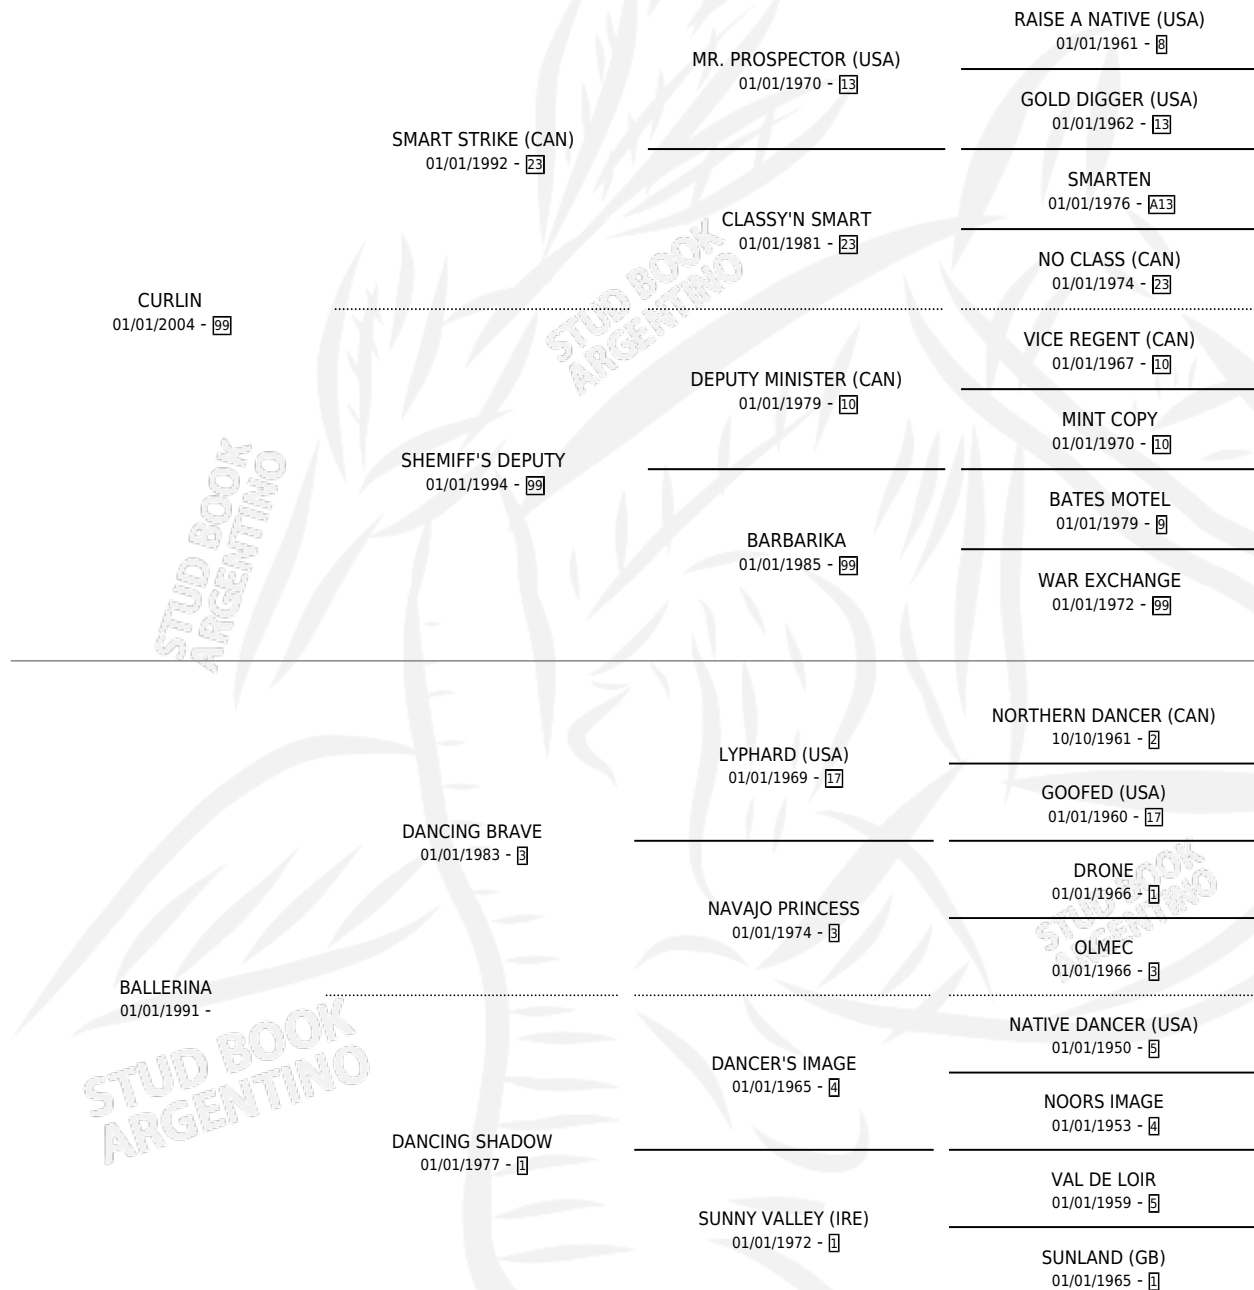 RAISE A NATIVE (USA)
01/01/1961 - 8
MR. PROSPECTOR (USA)
01/01/1970 - 13
GOLD DIGGER (USA)
01/01/1962 - 13
SMART STRIKE (CAN)
01/01/1992 - 23
SMARTEN
01/01/1976 - A13
CLASSY'N SMART
01/01/1981 - 23
NO CLASS (CAN)
01/01/1974 - 23
CURLIN
01/01/2004 - 99
VICE REGENT (CAN)
01/01/1967 - 10
DEPUTY MINISTER (CAN)
01/01/1979 - 10
MINT COPY
01/01/1970 - 10
SHEMIFF'S DEPUTY
01/01/1994 - 99
BATES MOTEL
01/01/1979 - 9
BARBARIKA
01/01/1985 - 99
WAR EXCHANGE
01/01/1972 - 99
STUD BOOK
ARGENTINO
STUD BOOK
ARGENTINO
NORTHERN DANCER (CAN)
10/10/1961 - 2
LYPHARD (USA)
01/01/1969 - 17
GOOFED (USA)
01/01/1960 - 17
DANCING BRAVE
01/01/1983 - 3
DRONE
01/01/1966 - 1
NAVAJO PRINCESS
01/01/1974 - 3
OLMEC
01/01/1966 - 3
STUD BOOK
ARGENTINO
BALLERINA
01/01/1991 -
NATIVE DANCER (USA)
01/01/1950 - 5
DANCER'S IMAGE
01/01/1965 - 4
NOORS IMAGE
01/01/1953 - 4
STUD BOOK
ARGENTINO
DANCING SHADOW
01/01/1977 - 1
VAL DE LOIR
01/01/1959 - 5
SUNNY VALLEY (IRE)
01/01/1972 - 1
SUNLAND (GB)
01/01/1965 - 1